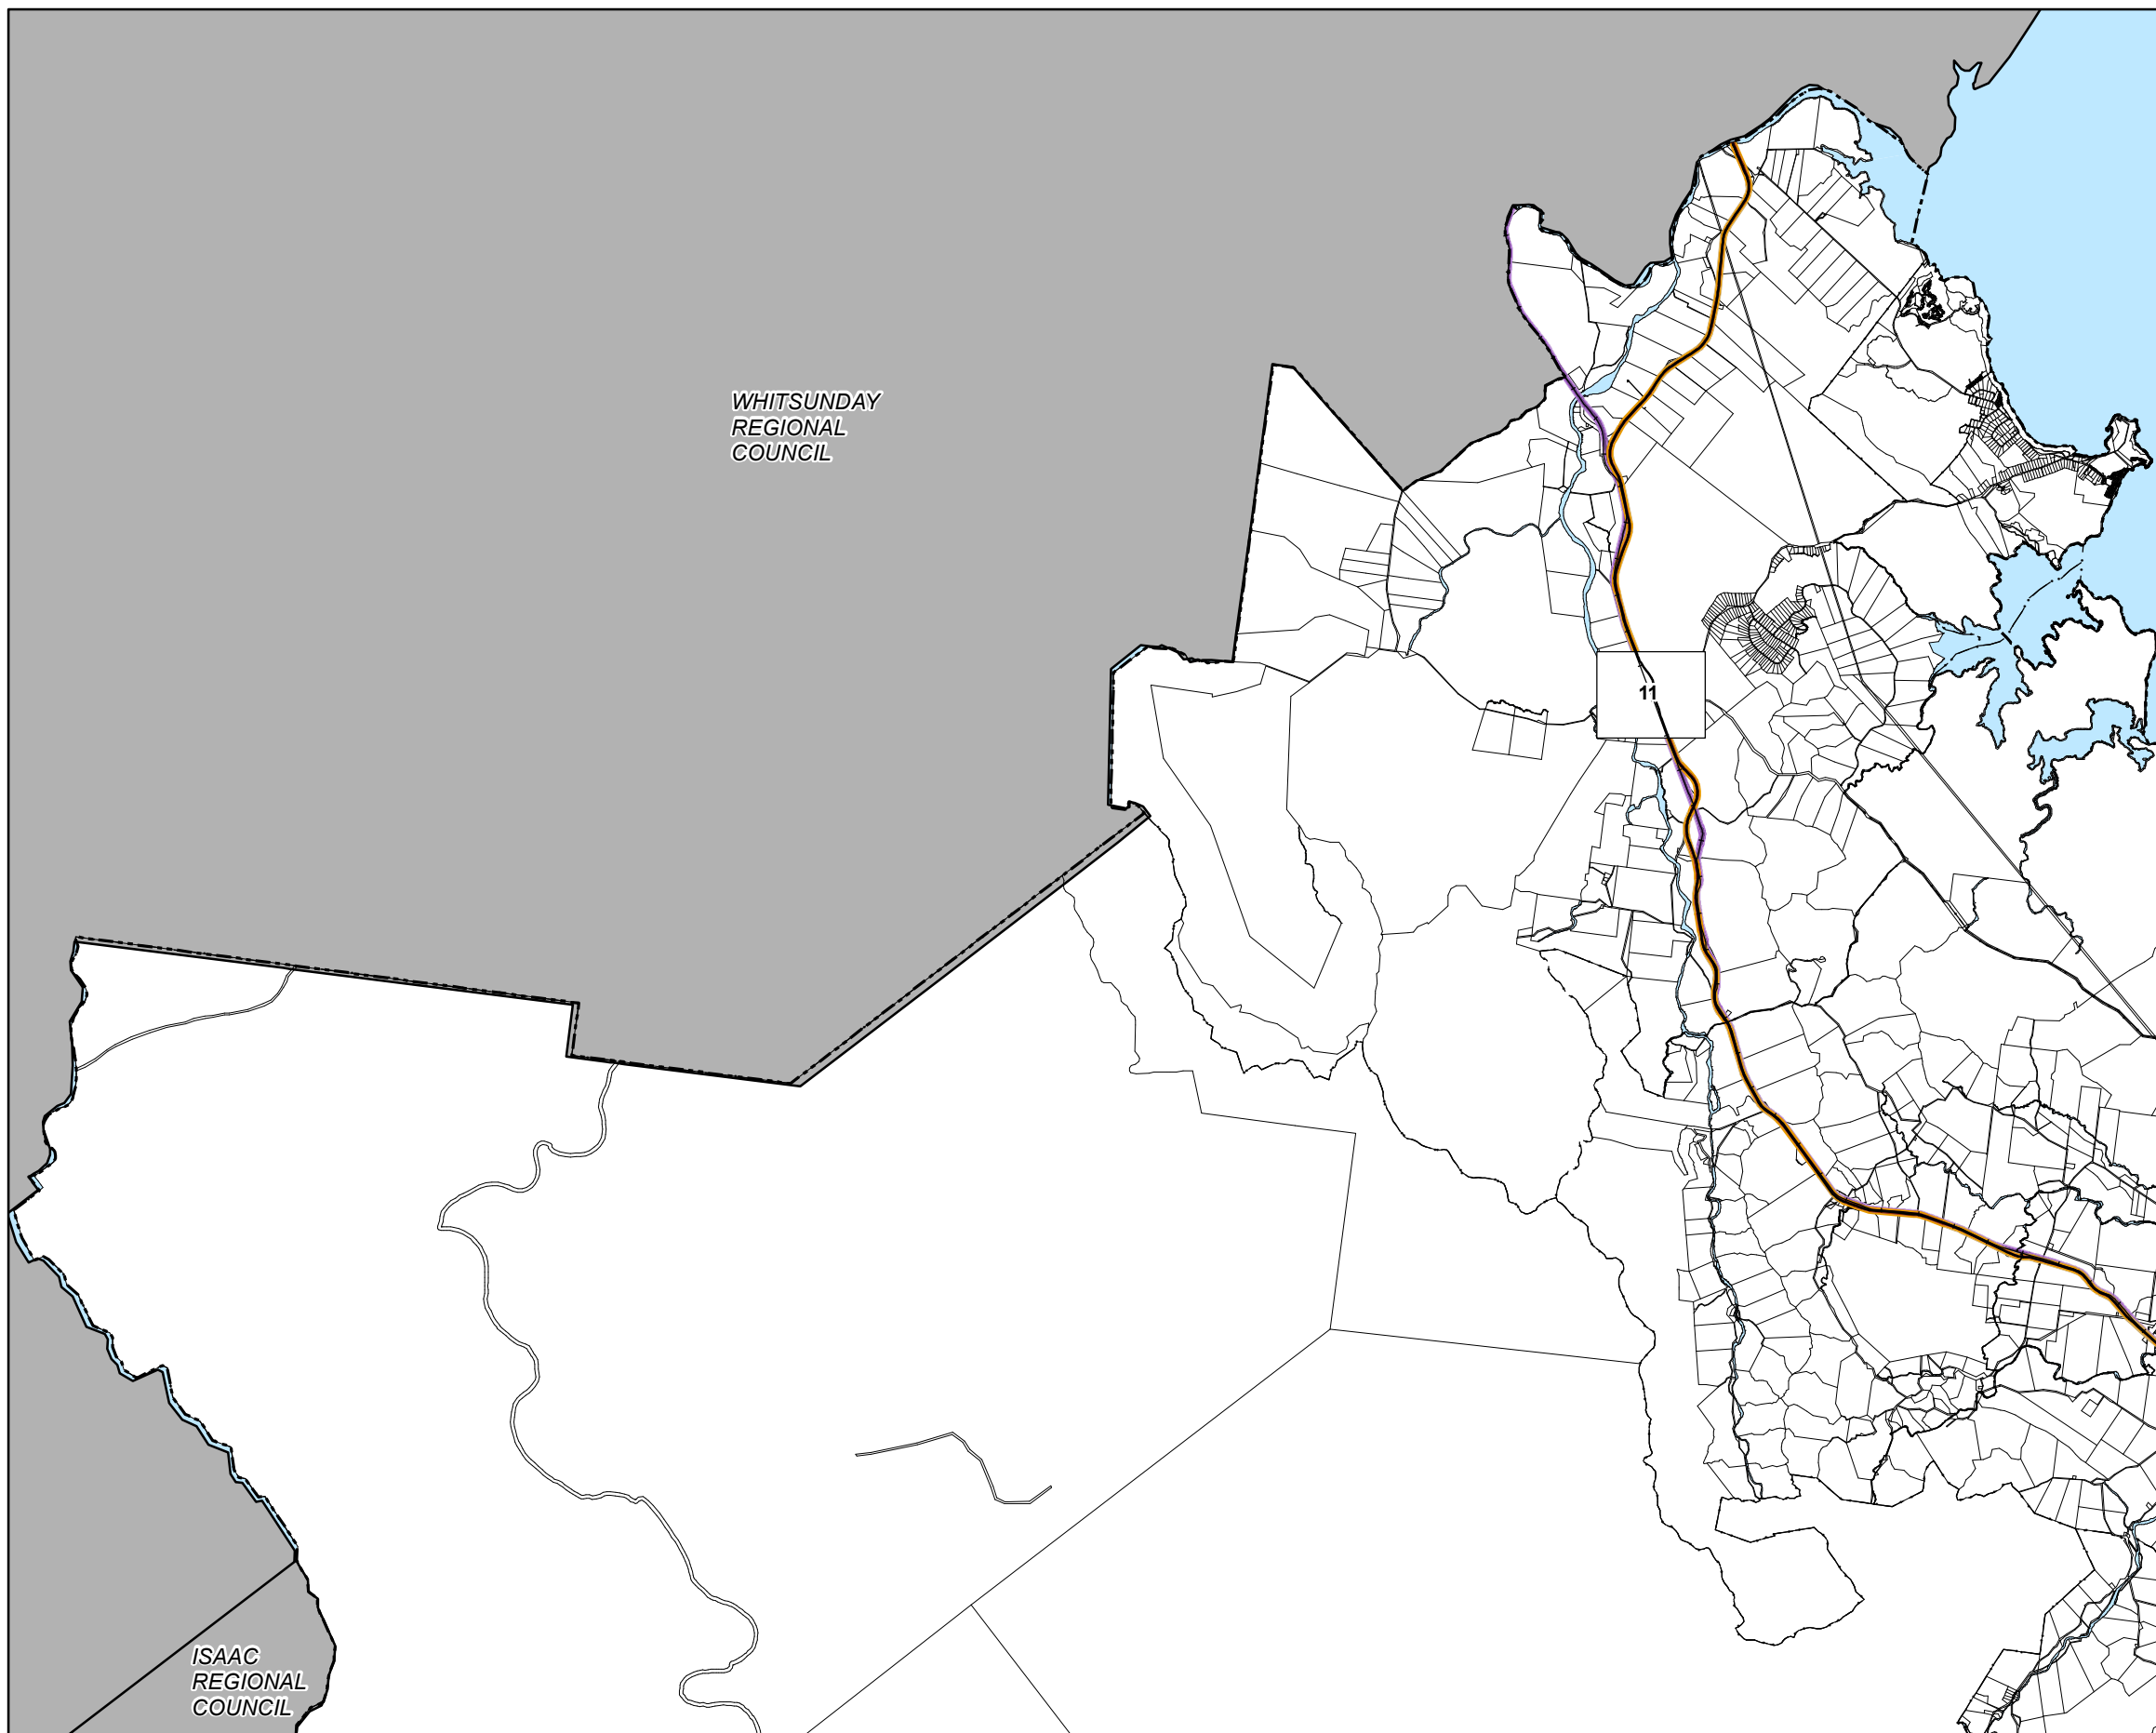 WHITSUNDAY
REGIONAL
COUNCIL
11
ISAAC
REGIONAL
COUNCIL